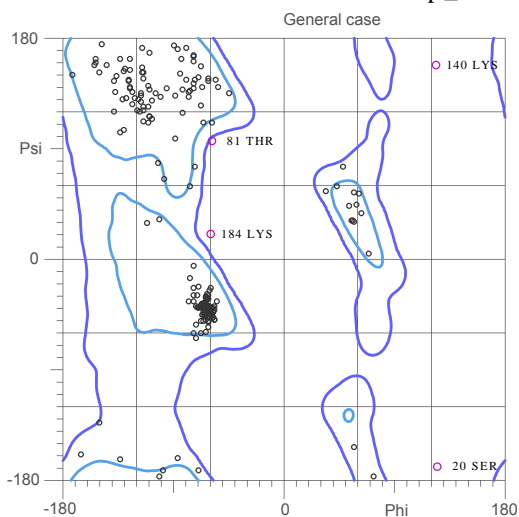 General case
180
140 LYS
Psi
81 THR
184 LYS
0
20 SER
-180
-180 0 Phi 180